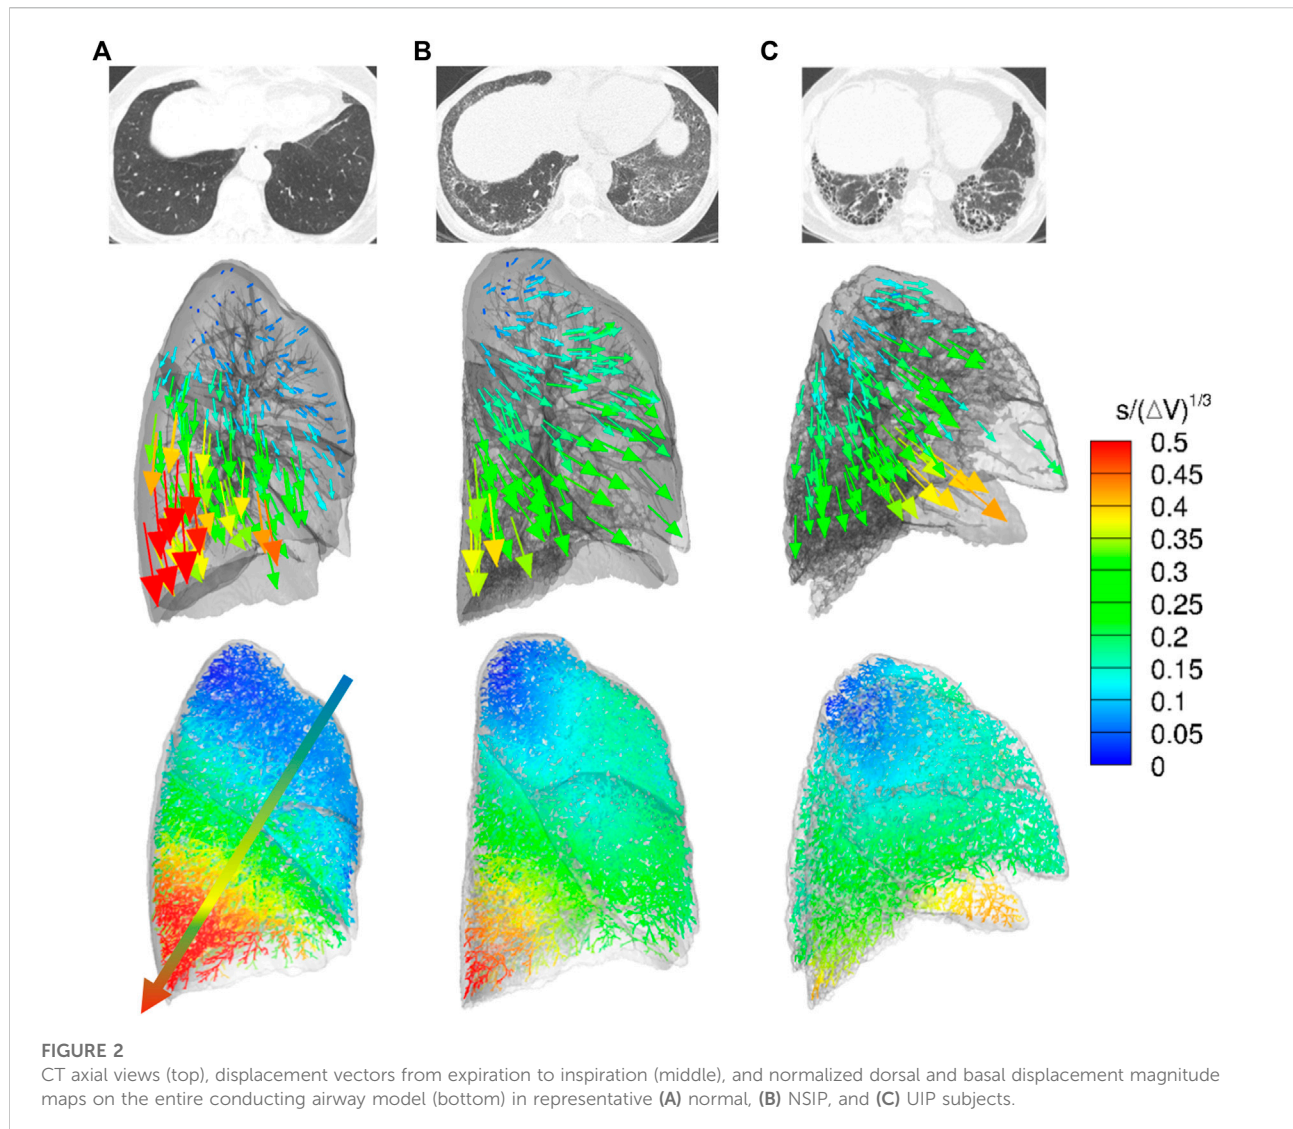 A
B
C
s/(△V)1/3
0.5
0.45
0.4
0.35
0.3
0.25
0.2
0.15
0.1
0.05
0
FIGURE 2
CT axial views (top), displacement vectors from expiration to inspiration (middle), and normalized dorsal and basal displacement magnitude
maps on the entire conducting airway model (bottom) in representative (A) normal, (B) NSIP, and (C) UIP subjects.